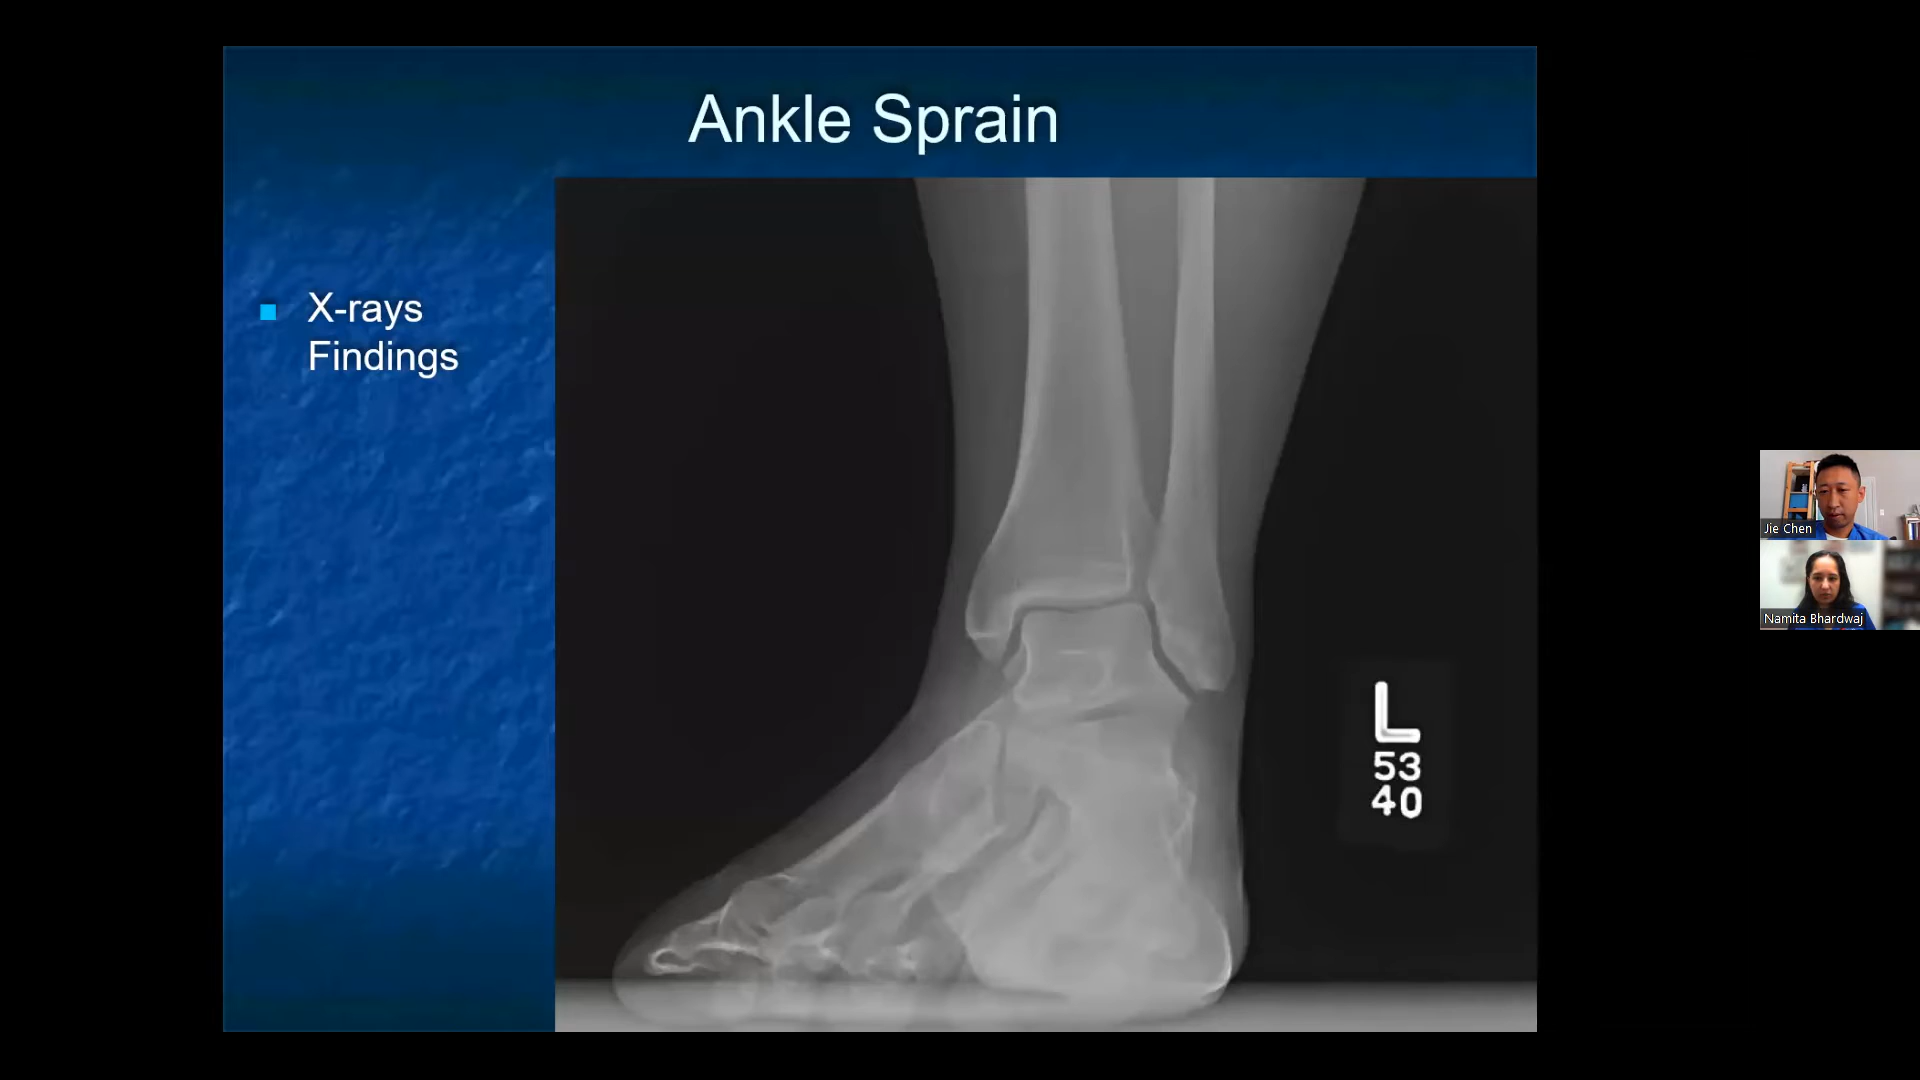 Ankle Sprain
X-rays
Findings
L
53
40
Jie Chen
Namita Bhardwaj